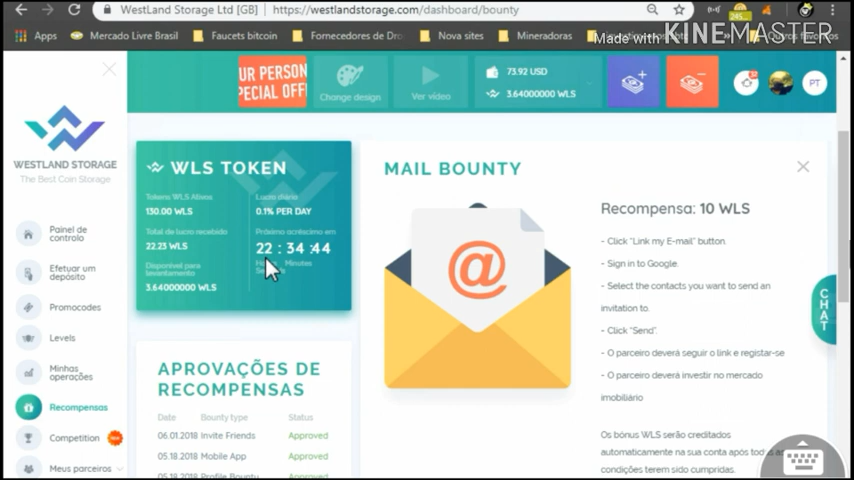 WestLand Storage Ltd [GB]
https://westlandstorage.com/dashboard/bounty
Made with KINEMASTER
Apps
Mercado Livre Brasil
Faucets bitcoin
Fornecedores de Dro
Nova sites
Mineradoras
UR PERSON
PECIAL OFF
Change design
Ver vídeo
73.92 USD
3.64000000 WLS
PT
WESTLAND STORAGE
The Best Coin Storage
Painel de
controlo
Efetuar um
depósito
Promocodes
Levels
Minhas
operações
Recompensas
Competition
Meus parceiros
WLS TOKEN
Tokens WLS Ativos
130.00 WLS
Lucro diário
0.1% PER DAY
Total de lucro recebido
22.23 WLS
Próximo acréscimo em
22 : 34 :44
Minutes
Disponível para
levantamento
3.64000000 WLS
APROVAÇÕES DE
RECOMPENSAS
Date Bounty type Status
06.01.2018 Invite Friends Approved
05.18.2018 Mobile App Approved
05.18.2018 Profile Bounty Approved
MAIL BOUNTY
@
Recompensa: 10 WLS
- Click "Link my E-mail" button.
- Sign in to Google.
- Select the contacts you want to send an
invitation to.
- Click "Send".
- O parceiro deverá seguir o link e registar-se
- O parceiro deverá investir no mercado
imobiliário
Os bónus WLS serão creditados
automaticamente na sua conta após todas as
condições terem sido cumpridas.
CHAT